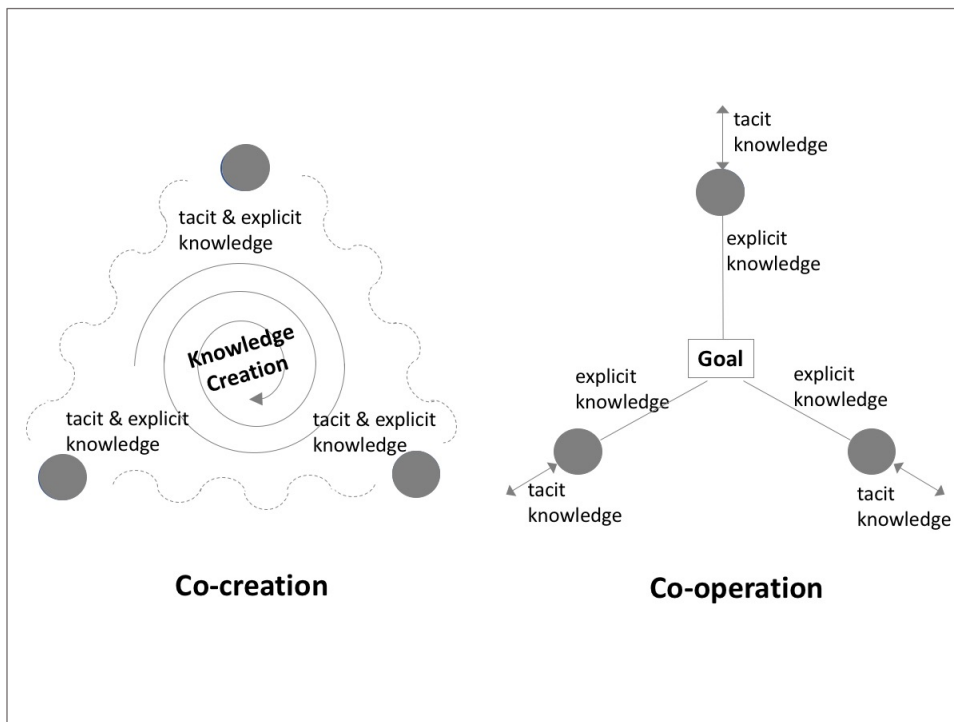 tacit & explicit
knowledge
Knowledge
Creation
tacit & explicit
knowledge
tacit & explicit
knowledge
Co-creation
tacit
knowledge
explicit
knowledge
Goal
explicit
knowledge
explicit
knowledge
tacit
knowledge
tacit
knowledge
Co-operation